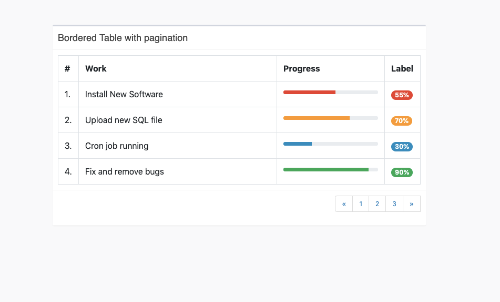 Bordered Table with pagination
# Work Progress Label
1. Install New Software 55%
2. Upload new SQL file 70%
3. Cron job running 30%
4. Fix and remove bugs 90%
« 1 2 3 »